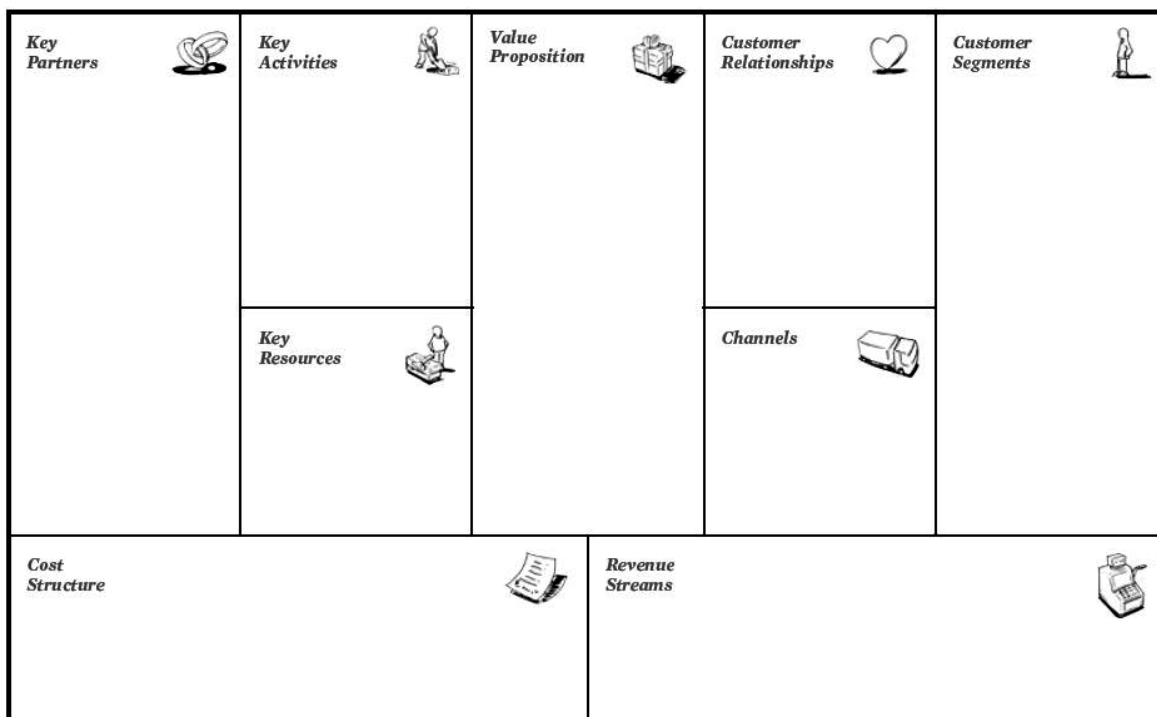 Key
Partners
Key
Activities
Value
Proposition
Customer
Relationships
Customer
Segments
Key
Resources
Channels
Cost
Structure
Revenue
Streams